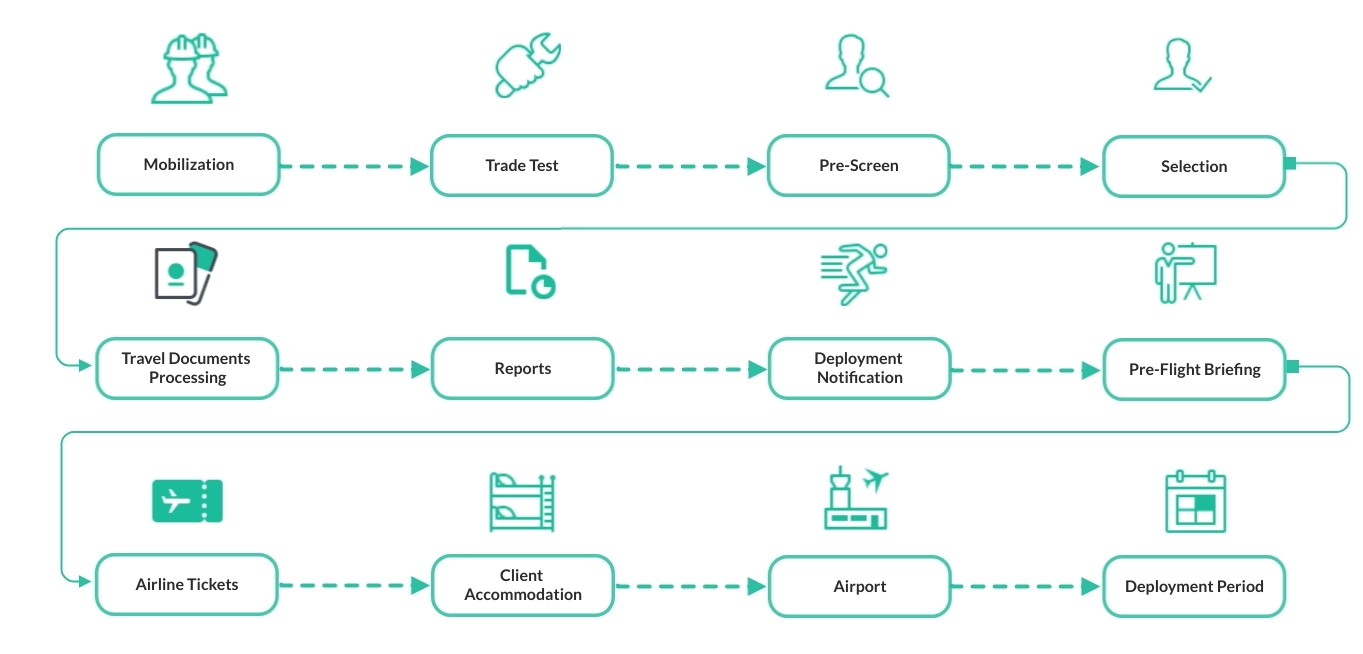 Mobilization
Trade Test
Pre-Screen
Selection
Travel Documents
Processing
Reports
Deployment
Notification
Pre-Flight Briefing
Airline Tickets
Client
Accommodation
Airport
Deployment Period